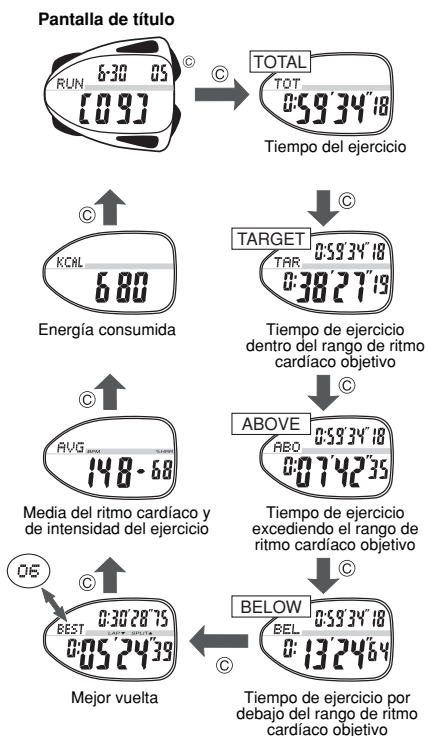 Pantalla de título
RUN 6-30 05
[09]
©
©
TOTAL
TOT
0:59'34"18
Tiempo del ejercicio
©
TARGET
0:59'34"18
TAR
0:38'27"19
Tiempo de ejercicio
dentro del rango de ritmo
cardíaco objetivo
©
ABOVE
0:59'34"18
ABO
0:07'42"35
Tiempo de ejercicio
excediendo el rango de
ritmo cardíaco objetivo
©
BELOW
0:59'34"18
BEL
0:13'24"64
Tiempo de ejercicio por
debajo del rango de ritmo
cardíaco objetivo
©
06
0:30'28"75
BEST
LAP▼ SPLIT▲
0:05'24"39
Mejor vuelta
©
AVG BPM %HRR
148-68
Media del ritmo cardíaco y
de intensidad del ejercicio
©
KCAL
680
Energía consumida
©